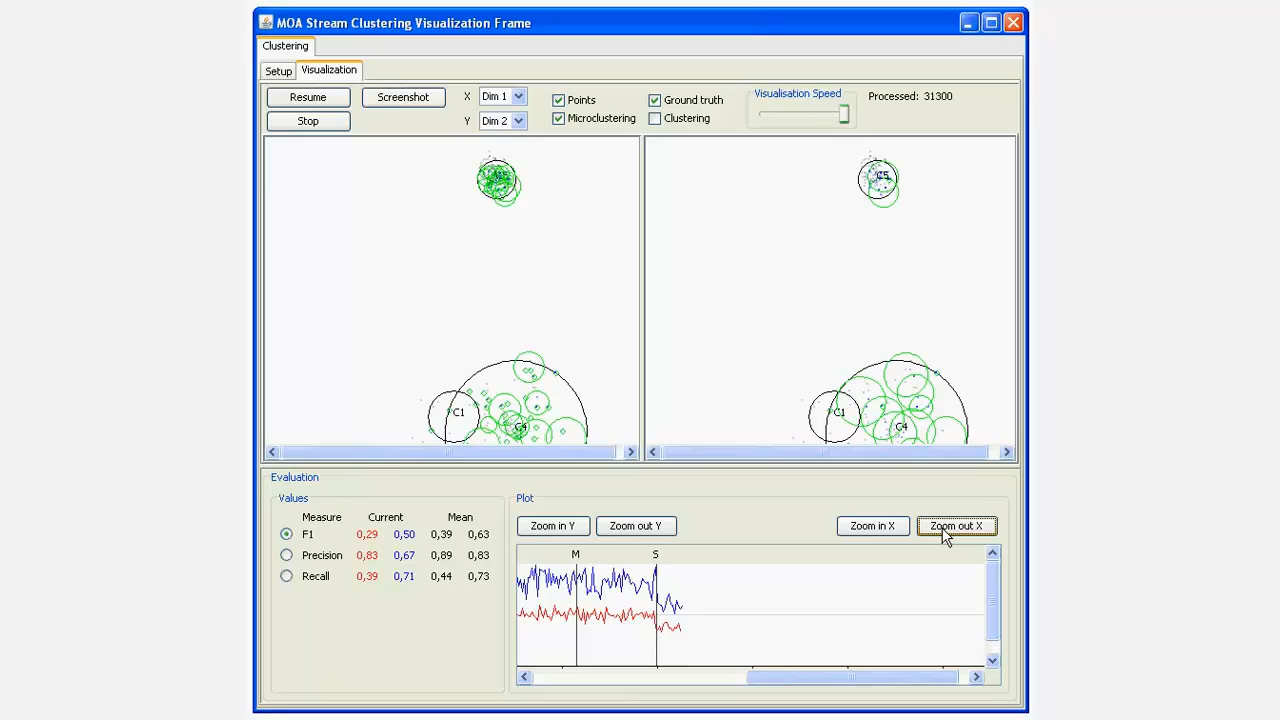 MOA Stream Clustering Visualization Frame
Clustering
Setup Visualization
Resume Screenshot X Dim 1 Points Ground truth Visualisation Speed Processed: 31300
Stop Y Dim 2 Microclustering Clustering
C5
C1 C4
C1 C4
Evaluation
Values
Measure Current Mean
F1 0,29 0,50 0,39 0,63
Precision 0,83 0,67 0,89 0,83
Recall 0,39 0,71 0,44 0,73
Plot
Zoom in Y Zoom out Y Zoom in X Zoom out X
M S